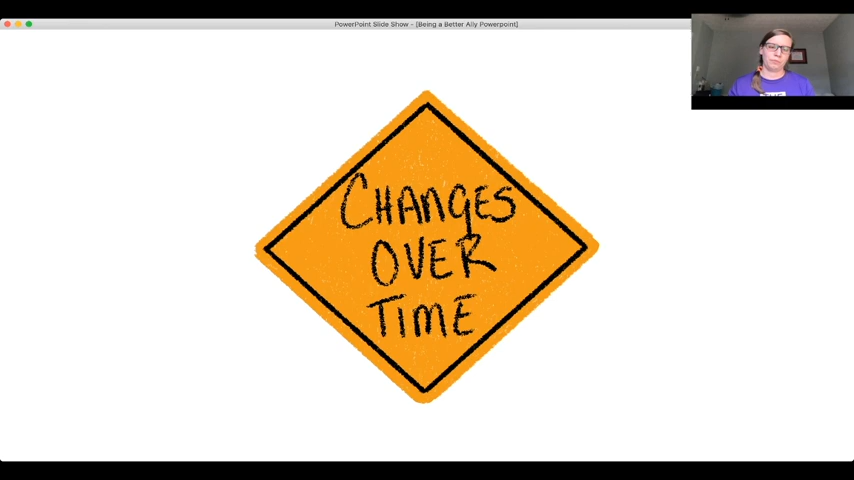 PowerPoint Slide Show - [Being a Better Ally Powerpoint]
CHANGES
OVER
TIME